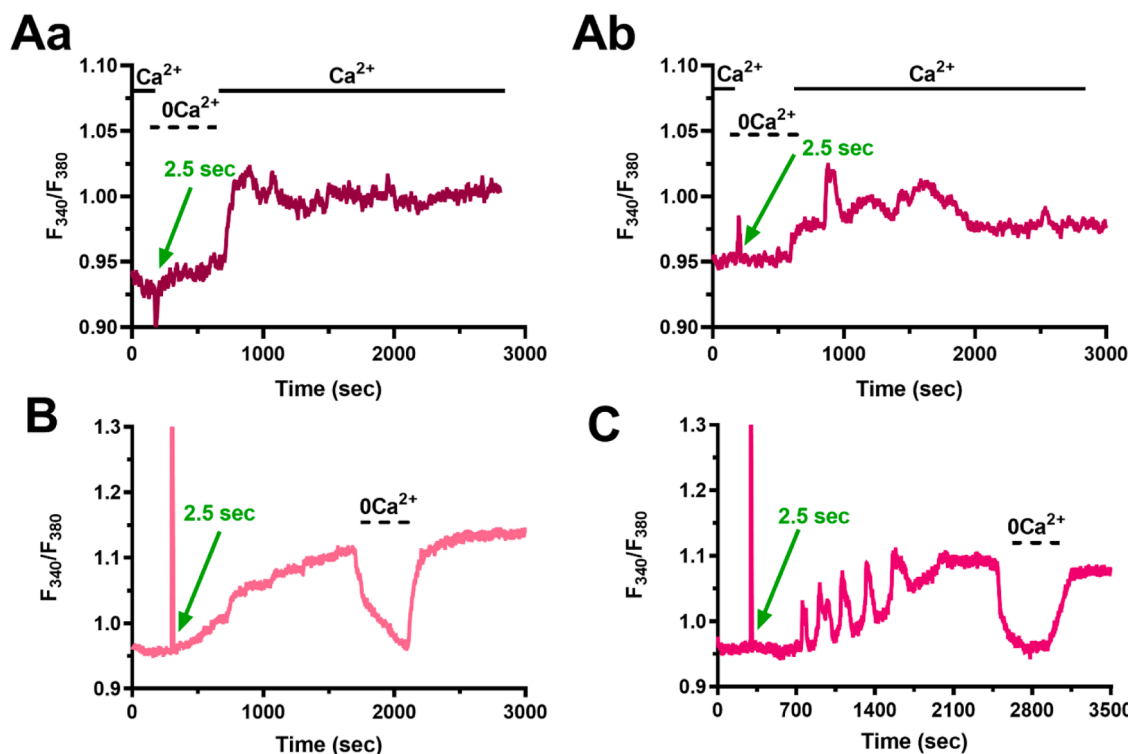 Aa
Ab
1.10
1.05
1.00
0.95
0.90
F340/F380
Ca²⁺
Ca²⁺
0Ca²⁺
2.5 sec
0
1000
2000
3000
Time (sec)
1.10
1.05
1.00
0.95
0.90
F340/F380
Ca²⁺
Ca²⁺
0Ca²⁺
2.5 sec
0
1000
2000
3000
Time (sec)
B
1.3
1.2
1.1
1.0
0.9
F340/F380
2.5 sec
0Ca²⁺
0
1000
2000
3000
Time (sec)
C
1.3
1.2
1.1
1.0
0.9
F340/F380
2.5 sec
0Ca²⁺
0
700
1400
2100
2800
3500
Time (sec)